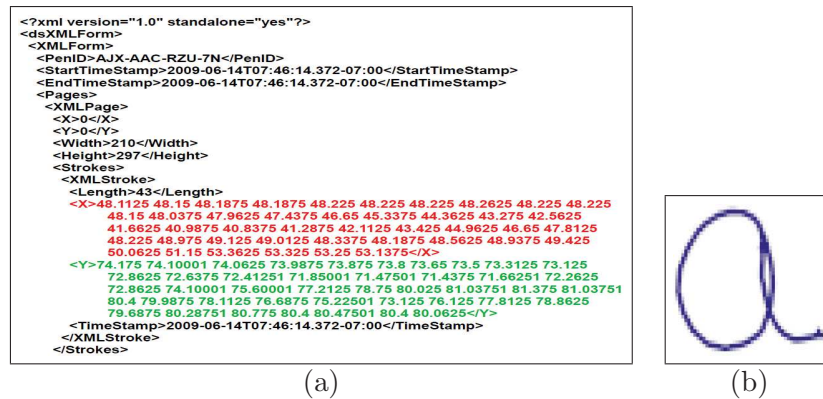 <?xml version="1.0" standalone="yes"?>
<dsXMLForm>
<XMLForm>
<PenID>AJX-AAC-RZU-7N</PenID>
<StartTimeStamp>2009-06-14T07:46:14.372-07:00</StartTimeStamp>
<EndTimeStamp>2009-06-14T07:46:14.372-07:00</EndTimeStamp>
<Pages>
<XMLPage>
<X>0</X>
<Y>0</Y>
<Width>210</Width>
<Height>297</Height>
<Strokes>
<XMLStroke>
<Length>43</Length>
<X>48.1125 48.15 48.1875 48.1875 48.225 48.225 48.225 48.2625 48.225 48.225
48.15 48.0375 47.9625 47.4375 46.65 45.3375 44.3625 43.275 42.5625
41.6625 40.9875 40.8375 41.2875 42.1125 43.425 44.9625 46.65 47.8125
48.225 48.975 49.125 49.0125 48.3375 48.1875 48.5625 48.9375 49.425
50.0625 51.15 53.3625 53.325 53.25 53.1375</X>
<Y>74.175 74.10001 74.0625 73.9875 73.875 73.8 73.65 73.5 73.3125 73.125
72.8625 72.6375 72.41251 71.85001 71.47501 71.4375 71.66251 72.2625
72.8625 74.10001 75.60001 77.2125 78.75 80.025 81.03751 81.375 81.03751
80.4 79.9875 78.1125 76.6875 75.22501 73.125 76.125 77.8125 78.8625
79.6875 80.28751 80.775 80.4 80.47501 80.4 80.0625</Y>
<TimeStamp>2009-06-14T07:46:14.372-07:00</TimeStamp>
</XMLStroke>
</Strokes>
a
(a)
(b)